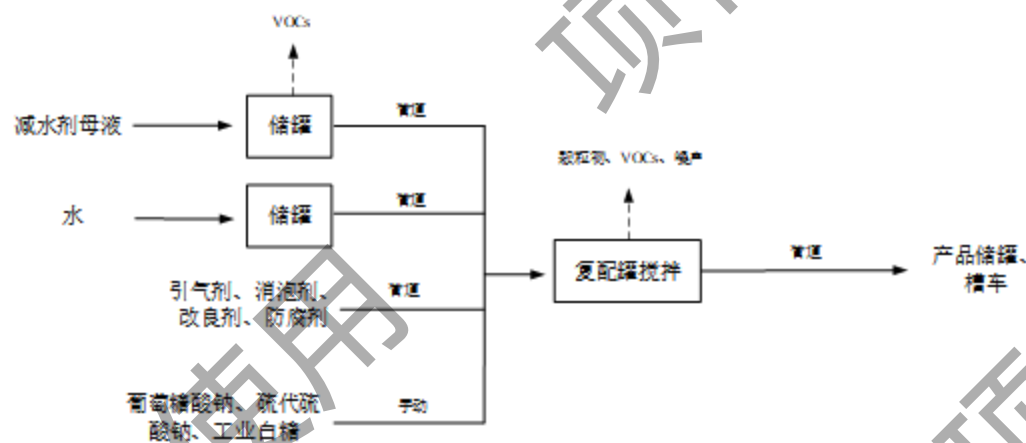 VOCs
减水剂母液
储罐
管道
颗粒物、VOCs、噪声
水
储罐
管道
复配罐搅拌
管道
产品储罐、
槽车
引气剂、消泡剂、
改良剂、防腐剂
管道
葡萄糖酸钠、硫代硫
酸钠、工业白糖
手动
使用
项